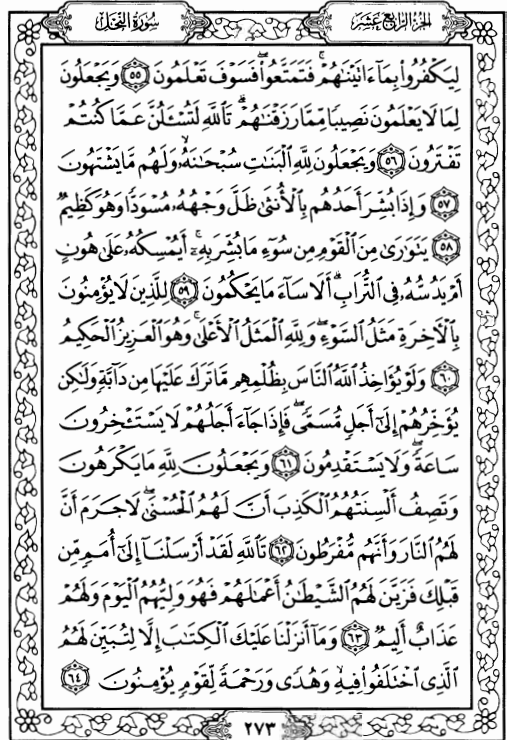 سورة النحل
الجزء الرابع عشر
لِيَكْفُرُوا۟ بِمَآ ءَاتَيْنَٰهُمْ ۚ فَتَمَتَّعُوا۟ ۖ فَسَوْفَ تَعْلَمُونَ ﴿٥٥﴾ وَيَجْعَلُونَ
لِمَا لَا يَعْلَمُونَ نَصِيبًا مِّمَّا رَزَقْنَٰهُمْ ۗ تَٱللَّهِ لَتُسْـَٔلُنَّ عَمَّا كُنتُمْ
تَفْتَرُونَ ﴿٥٦﴾ وَيَجْعَلُونَ لِلَّهِ ٱلْبَنَٰتِ سُبْحَٰنَهُۥ ۙ وَلَهُم مَّا يَشْتَهُونَ
﴿٥٧﴾ وَإِذَا بُشِّرَ أَحَدُهُم بِٱلْأُنثَىٰ ظَلَّ وَجْهُهُۥ مُسْوَدًّا وَهُوَ كَظِيمٌ
﴿٥٨﴾ يَتَوَٰرَىٰ مِنَ ٱلْقَوْمِ مِن سُوٓءِ مَا بُشِّرَ بِهِۦٓ ۚ أَيُمْسِكُهُۥ عَلَىٰ هُونٍ
أَمْ يَدُسُّهُۥ فِى ٱلتُّرَابِ ۗ أَلَا سَآءَ مَا يَحْكُمُونَ ﴿٥٩﴾ لِلَّذِينَ لَا يُؤْمِنُونَ
بِٱلْءَاخِرَةِ مَثَلُ ٱلسَّوْءِ ۖ وَلِلَّهِ ٱلْمَثَلُ ٱلْأَعْلَىٰ ۚ وَهُوَ ٱلْعَزِيزُ ٱلْحَكِيمُ
﴿٦٠﴾ وَلَوْ يُؤَاخِذُ ٱللَّهُ ٱلنَّاسَ بِظُلْمِهِم مَّا تَرَكَ عَلَيْهَا مِن دَآبَّةٍ وَلَٰكِن
يُؤَخِّرُهُمْ إِلَىٰٓ أَجَلٍ مُّسَمًّى ۖ فَإِذَا جَآءَ أَجَلُهُمْ لَا يَسْتَـْٔخِرُونَ
سَاعَةً ۖ وَلَا يَسْتَقْدِمُونَ ﴿٦١﴾ وَيَجْعَلُونَ لِلَّهِ مَا يَكْرَهُونَ
وَتَصِفُ أَلْسِنَتُهُمُ ٱلْكَذِبَ أَنَّ لَهُمُ ٱلْحُسْنَىٰ ۖ لَا جَرَمَ أَنَّ
لَهُمُ ٱلنَّارَ وَأَنَّهُم مُّفْرَطُونَ ﴿٦٢﴾ تَٱللَّهِ لَقَدْ أَرْسَلْنَآ إِلَىٰٓ أُمَمٍ مِّن
قَبْلِكَ فَزَيَّنَ لَهُمُ ٱلشَّيْطَٰنُ أَعْمَٰلَهُمْ فَهُوَ وَلِيُّهُمُ ٱلْيَوْمَ وَلَهُمْ
عَذَابٌ أَلِيمٌ ﴿٦٣﴾ وَمَآ أَنزَلْنَا عَلَيْكَ ٱلْكِتَٰبَ إِلَّا لِتُبَيِّنَ لَهُمُ
ٱلَّذِى ٱخْتَلَفُوا۟ فِيهِ ۙ وَهُدًى وَرَحْمَةً لِّقَوْمٍ يُؤْمِنُونَ ﴿٦٤﴾
٢٧٣